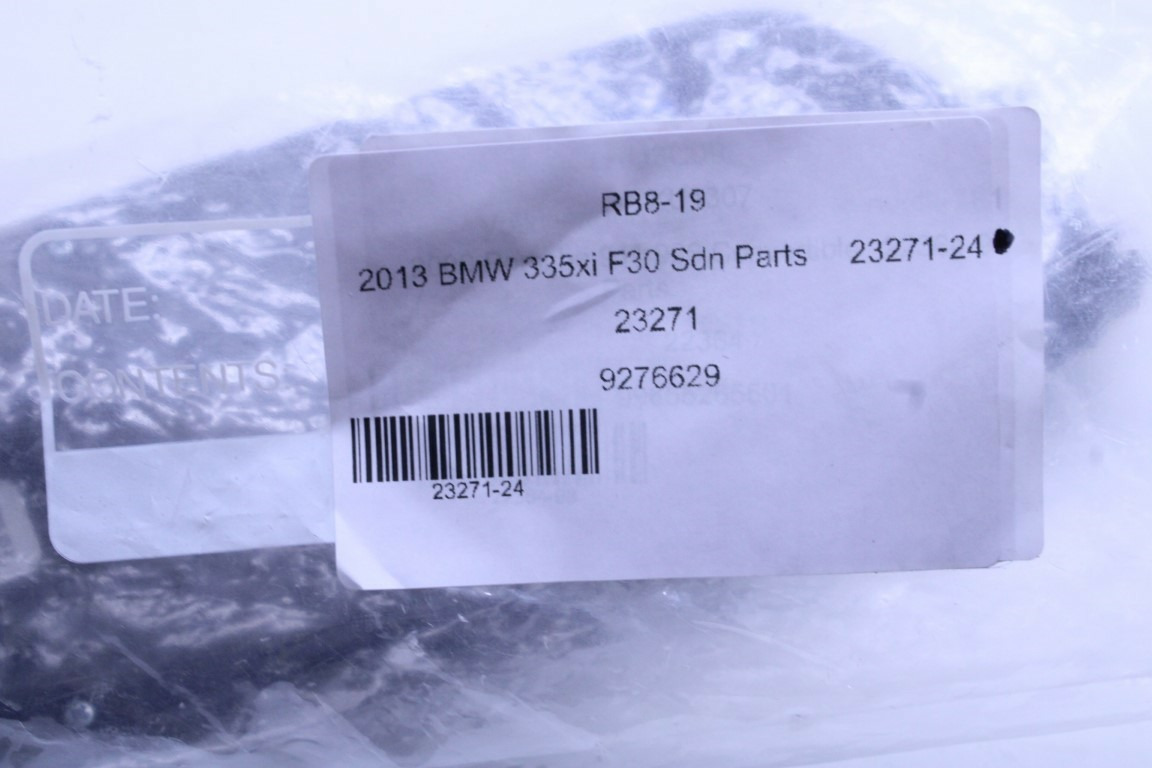 RB8-19
2013 BMW 335xi F30 Sdn Parts 23271-24
23271
9276629
23271-24
DATE:
CONTENTS: